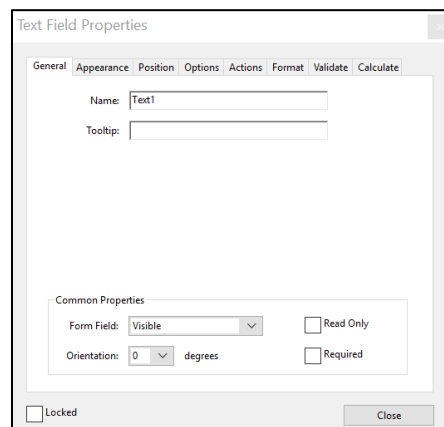 Text Field Properties
General Appearance Position Options Actions Format Validate Calculate
Name: Text1
Tooltip:
Common Properties
Form Field: Visible Read Only
Orientation: 0 degrees Required
Locked Close